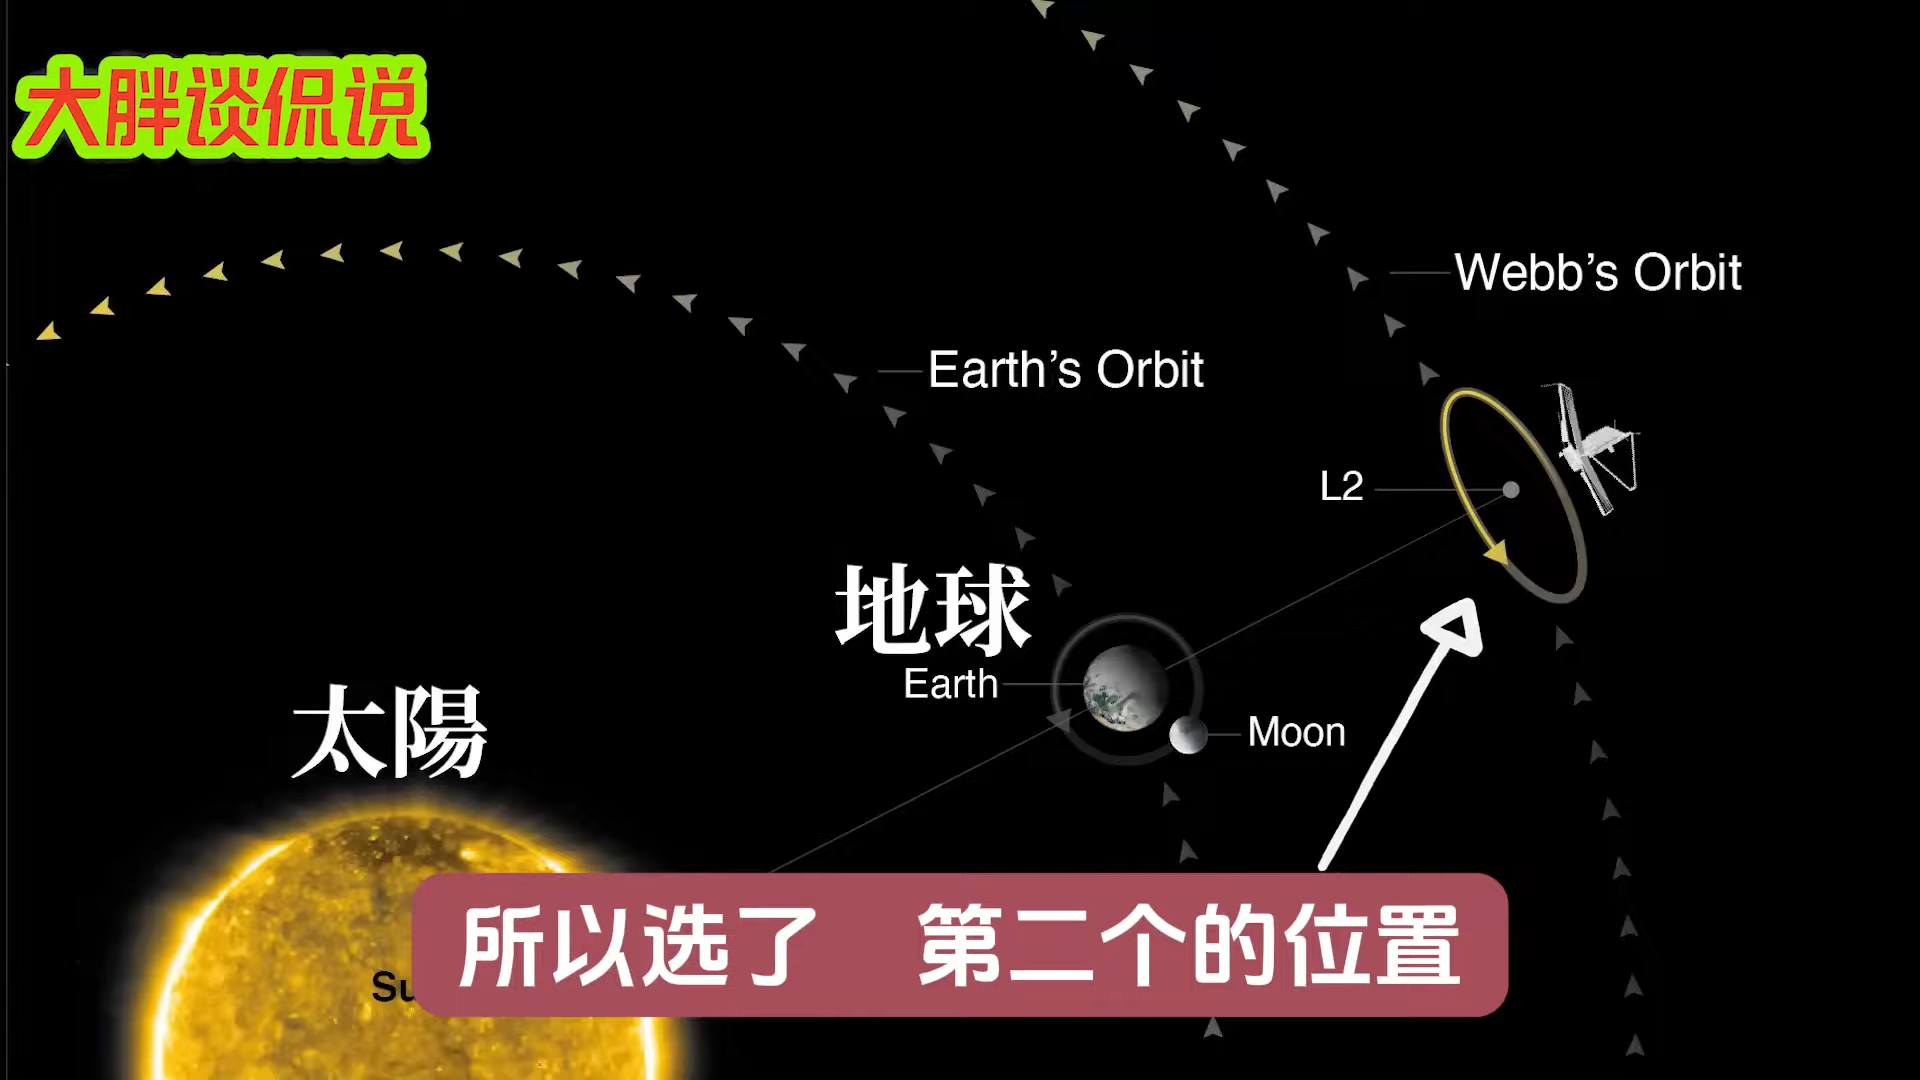 大胖谈侃说
Webb’s Orbit
Earth’s Orbit
L2
地球
Earth
太陽
Moon
所以选了 第二个的位置